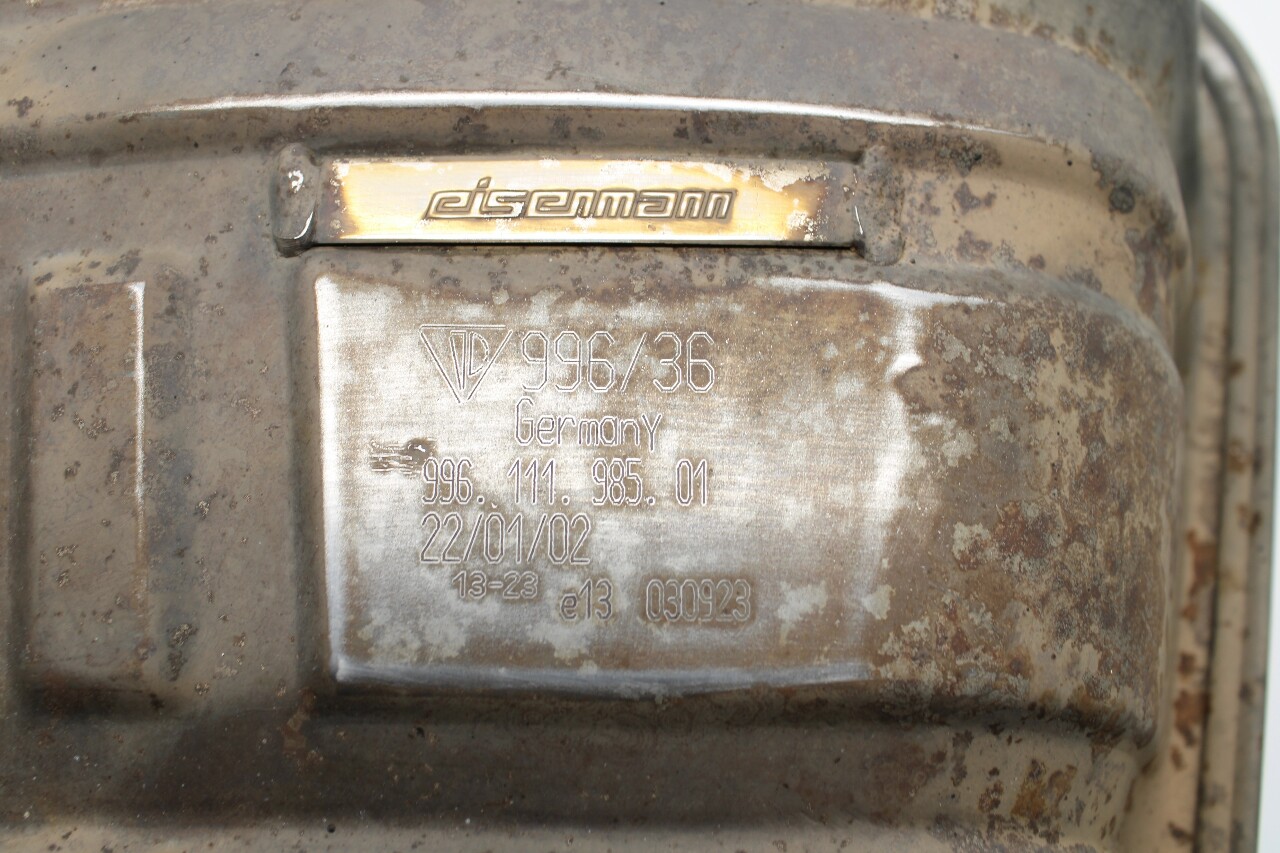 eisenmann
996/36
Germany
996. 111. 985. 01
22/01/02
13-23 e13 030923